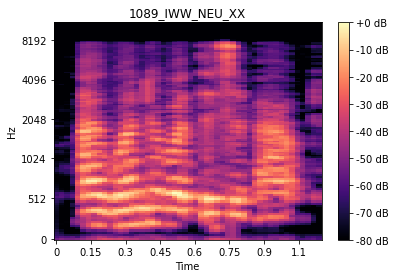 1089_IWW_NEU_XX
8192
4096
2048
1024
512
0
Hz
0
0.15
0.3
0.45
0.6
0.75
0.9
1.1
Time
+0 dB
-10 dB
-20 dB
-30 dB
-40 dB
-50 dB
-60 dB
-70 dB
-80 dB